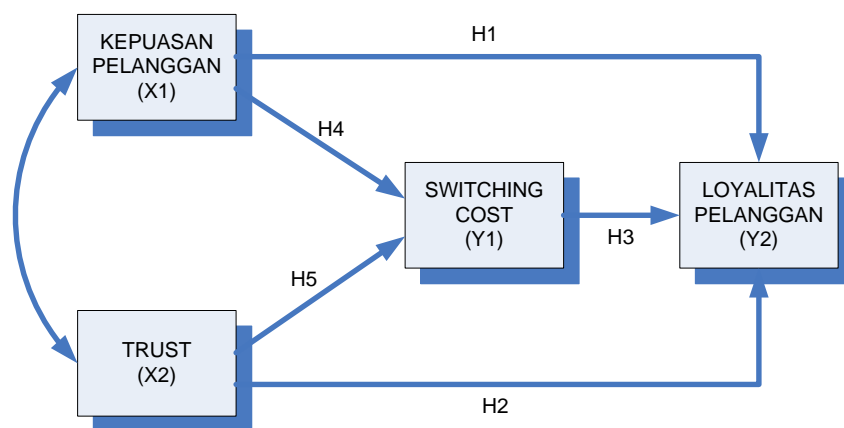 KEPUASAN
PELANGGAN
(X1)
H1
H4
SWITCHING
COST
(Y1)
LOYALITAS
PELANGGAN
(Y2)
H3
H5
TRUST
(X2)
H2